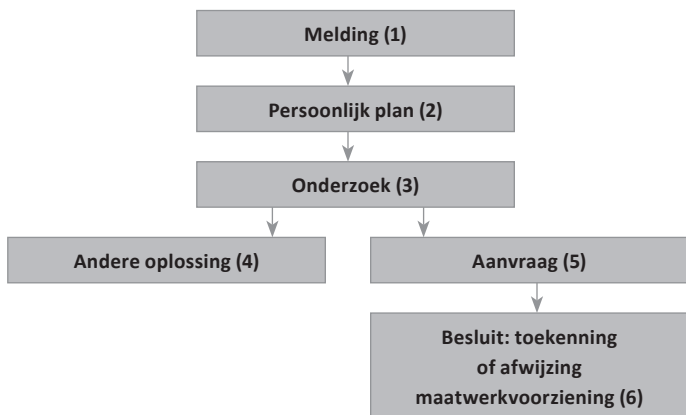 Melding (1)
Persoonlijk plan (2)
Onderzoek (3)
Andere oplossing (4)
Aanvraag (5)
Besluit: toekenning
of afwijzing
maatwerkvoorziening (6)